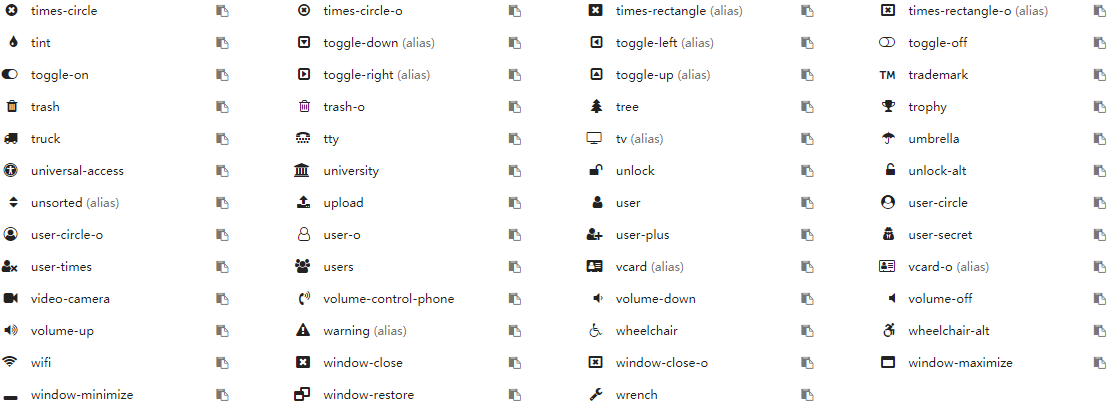 times-circle times-circle-o times-rectangle (alias) times-rectangle-o (alias)
tint toggle-down (alias) toggle-left (alias) toggle-off
toggle-on toggle-right (alias) toggle-up (alias) TM trademark
trash trash-o tree trophy
truck tty tv (alias) umbrella
universal-access university unlock unlock-alt
unsorted (alias) upload user user-circle
user-circle-o user-o user-plus user-secret
user-times users vcard (alias) vcard-o (alias)
video-camera volume-control-phone volume-down volume-off
volume-up warning (alias) wheelchair wheelchair-alt
wifi window-close window-close-o window-maximize
window-minimize window-restore wrench